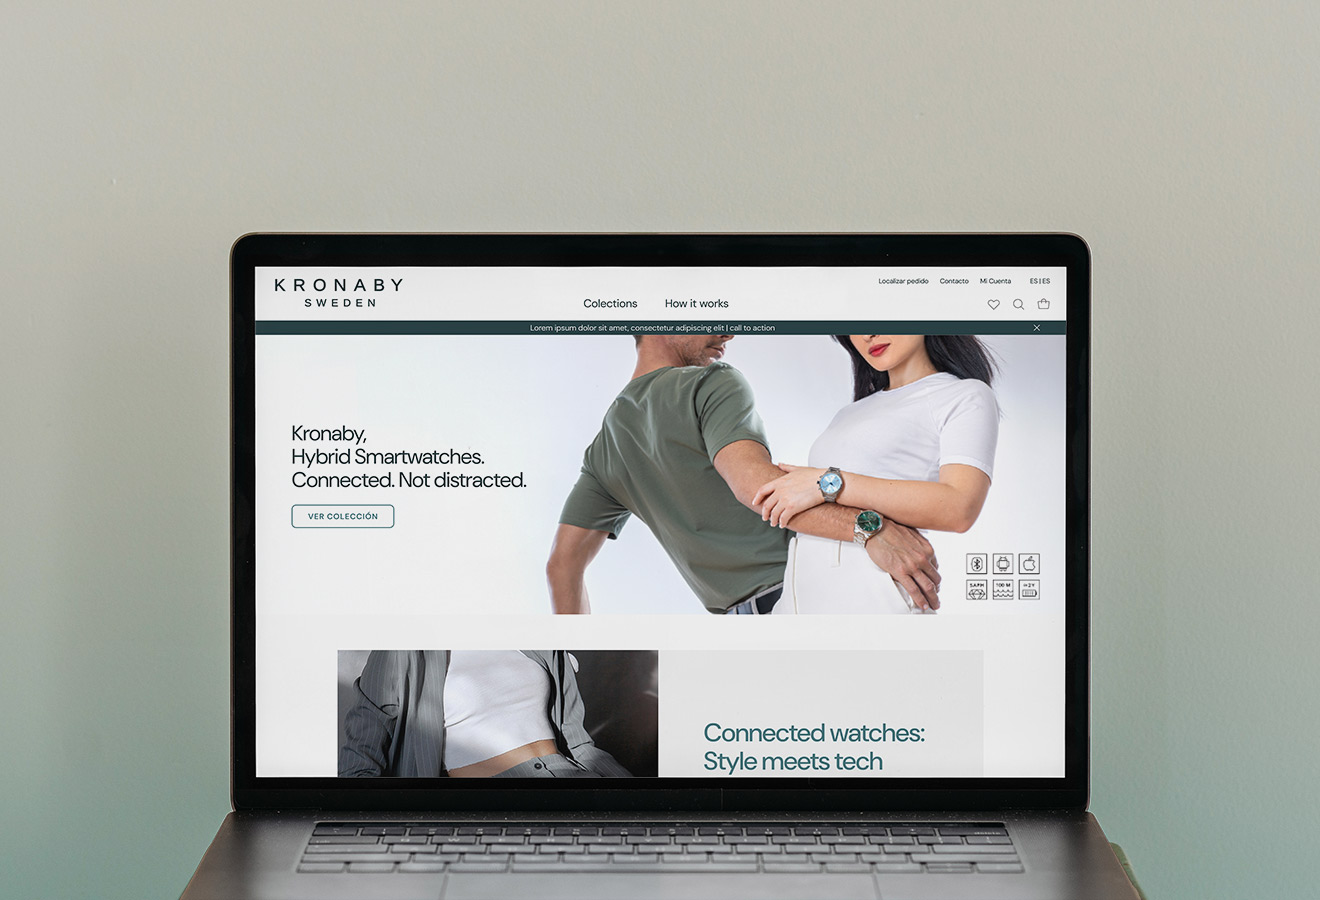 KRONABY
SWEDEN
Localizar pedido
Contacto
Mi Cuenta
ES | ES
Colections
How it works
Lorem ipsum dolor sit amet, consectetur adipiscing elit | call to action
Kronaby,
Hybrid Smartwatches.
Connected. Not distracted.
VER COLECCIÓN
SAPH
100 M
Connected watches:
Style meets tech